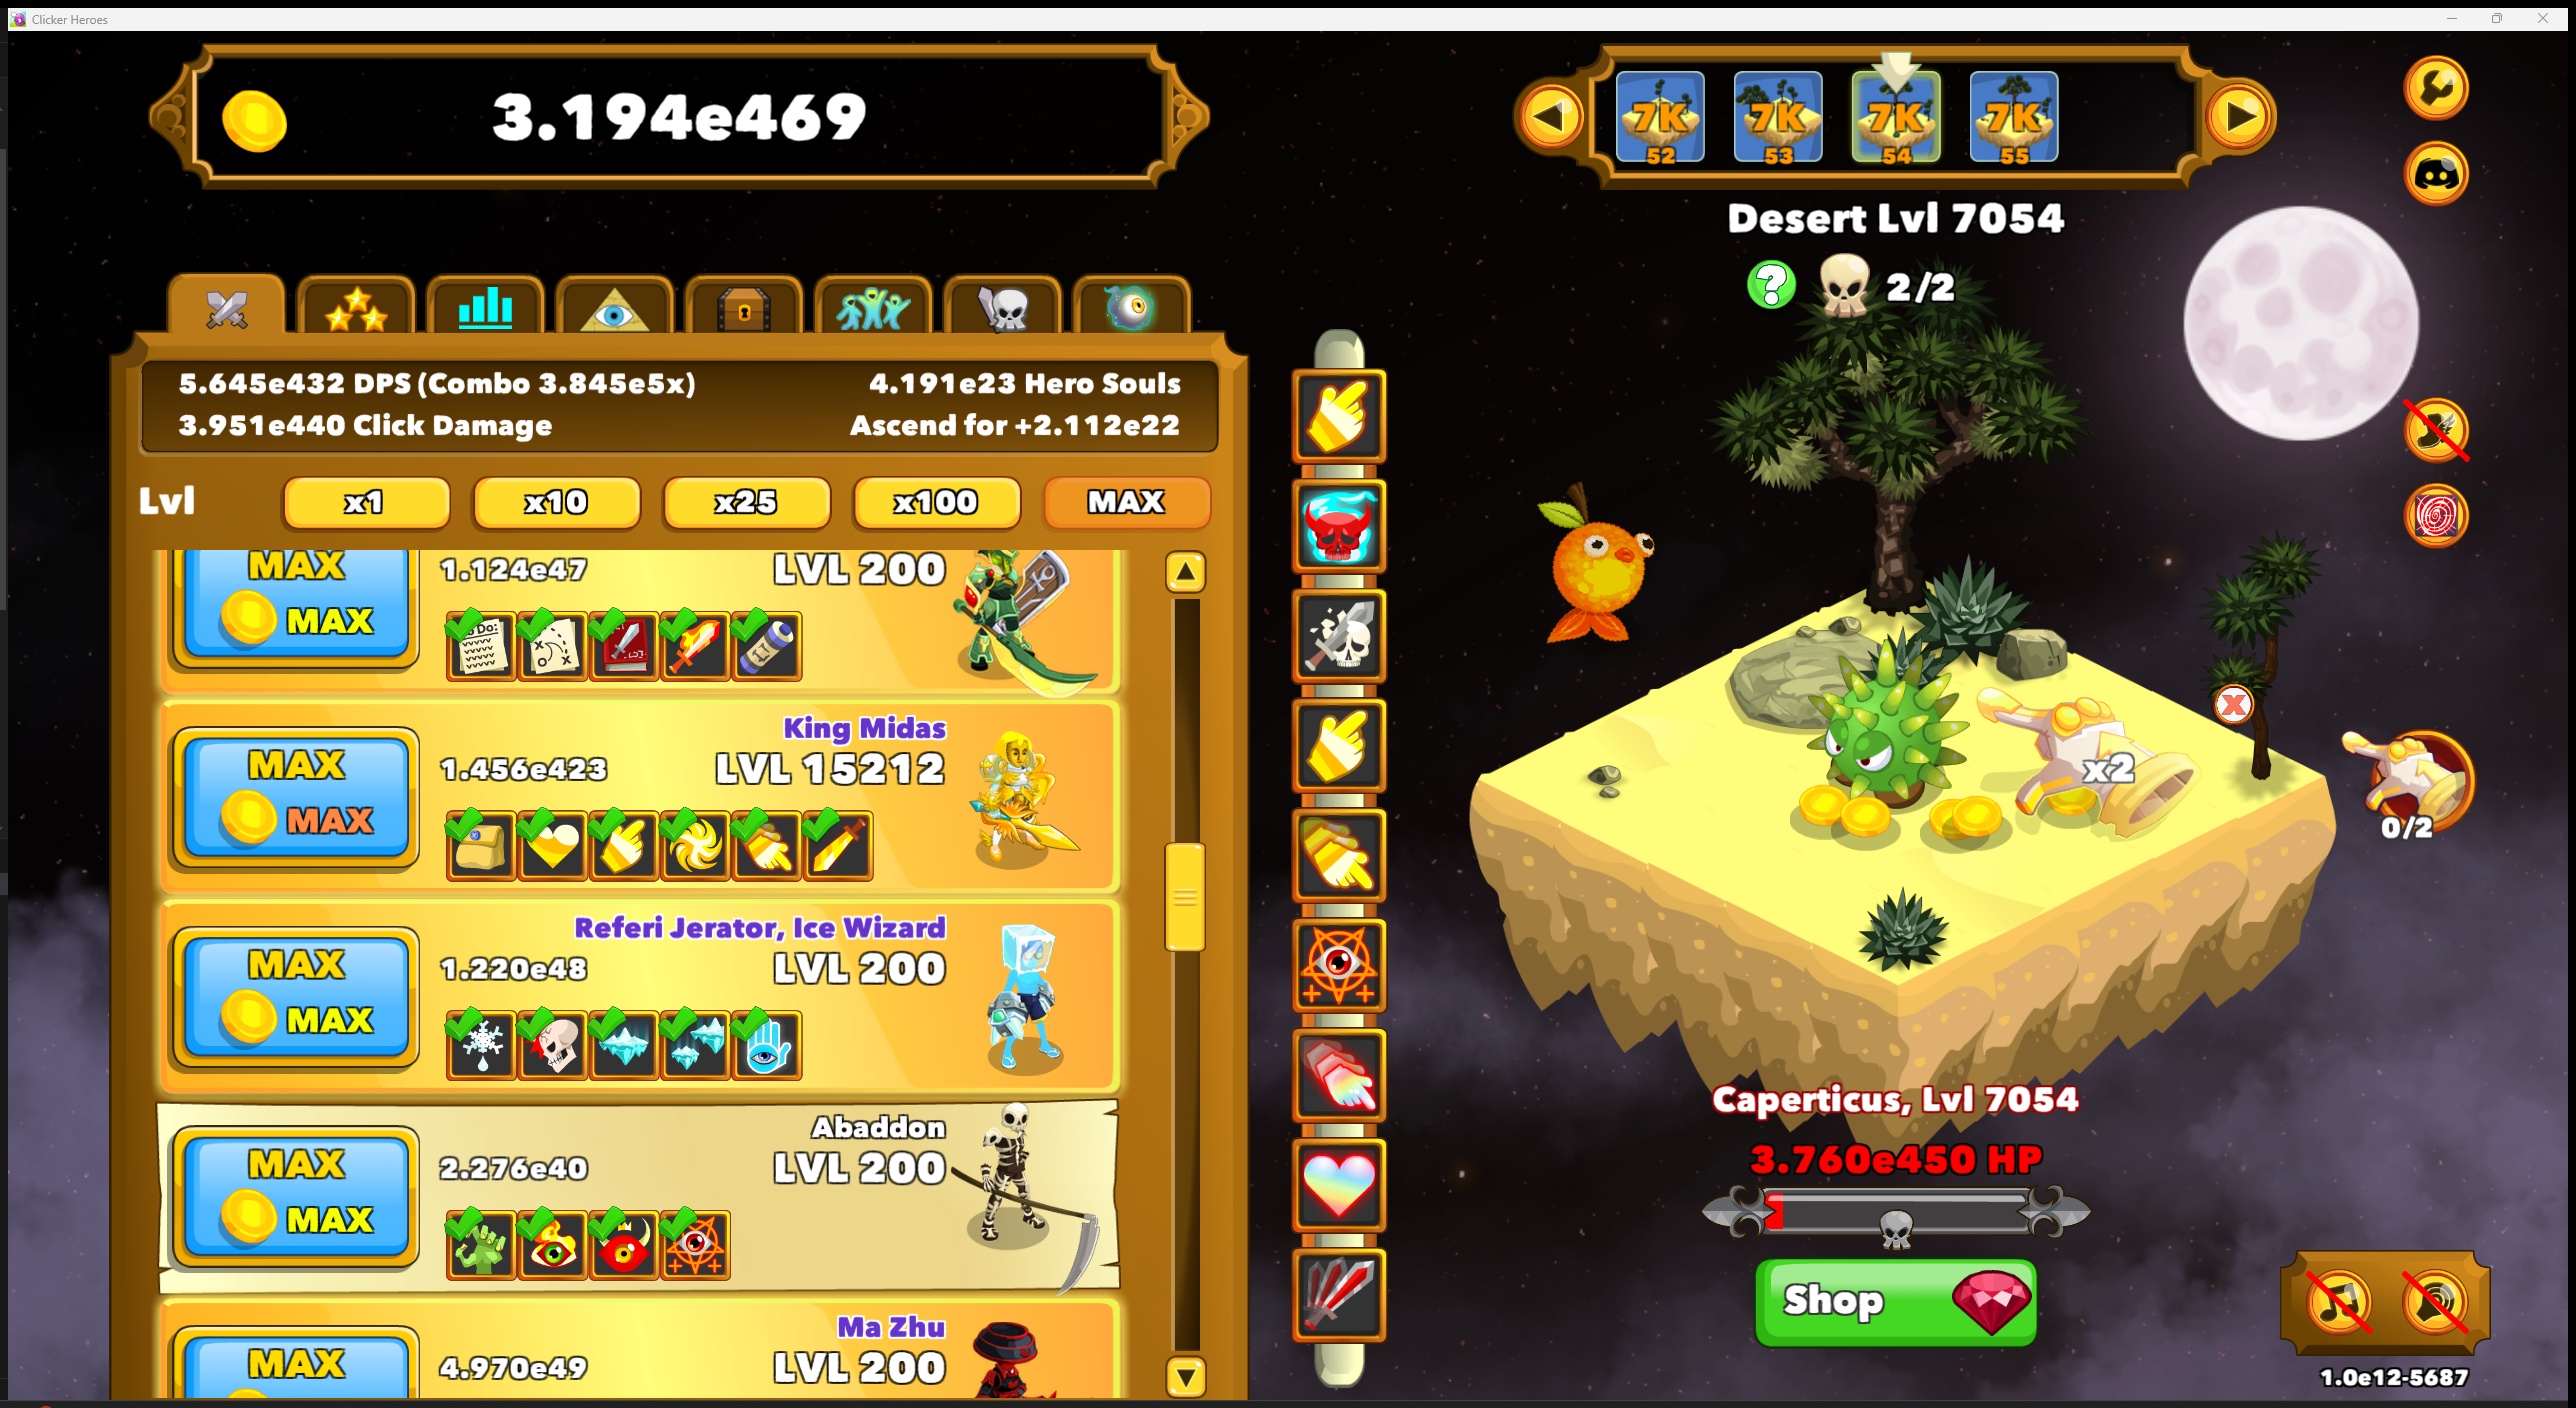 Clicker Heroes
3.194e469
7K 7K 7K 7K
52 53 54 55
Desert Lvl 7054
2/2
5.645e432 DPS (Combo 3.845e5x)
4.191e23 Hero Souls
3.951e440 Click Damage
Ascend for +2.112e22
Lvl x1 x10 x25 x100 MAX
MAX
MAX
1.124e47
LVL 200
Do:
King Midas
MAX
MAX
1.456e423
LVL 15212
Referi Jerator, Ice Wizard
MAX
MAX
1.220e48
LVL 200
Abaddon
MAX
MAX
2.276e40
LVL 200
Ma Zhu
MAX
4.970e49
LVL 200
x2
0/2
Caperticus, Lvl 7054
3.760e450 HP
Shop
1.0e12-5687